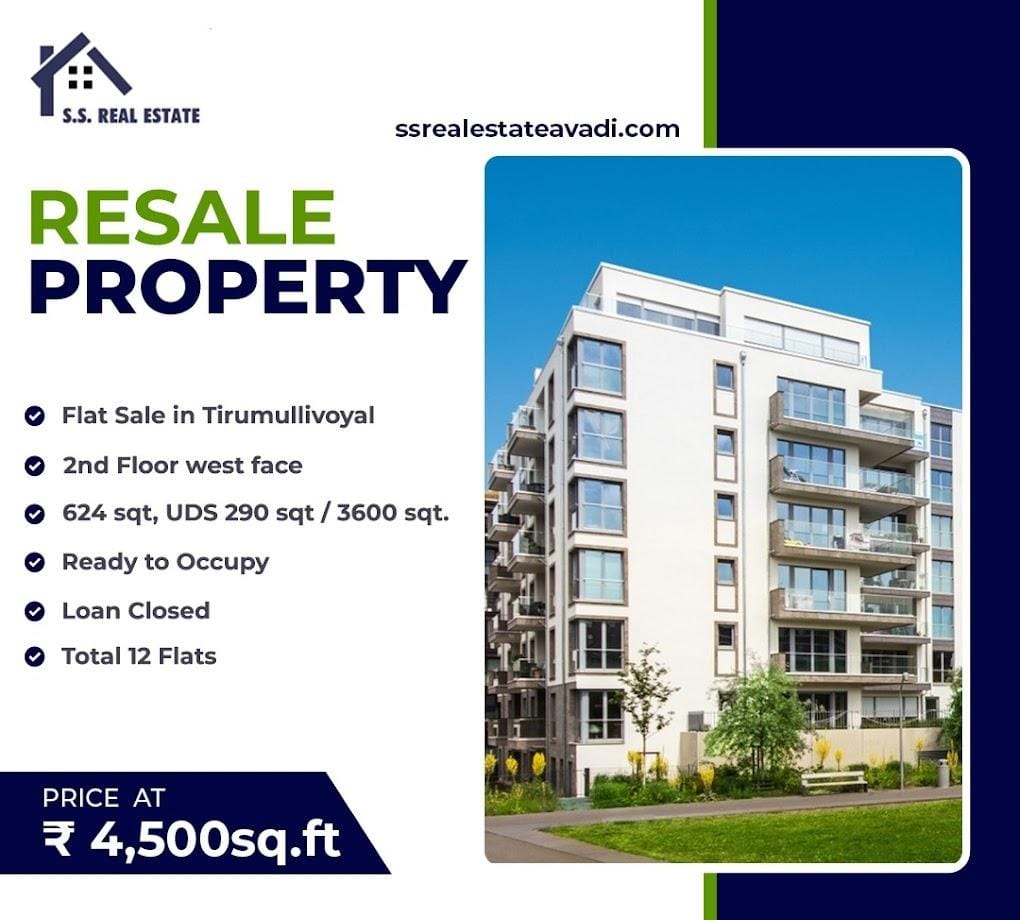 S.S. REAL ESTATE
ssrealestateavadi.com
RESALE
PROPERTY
Flat Sale in Tirumullivoyal
2nd Floor west face
624 sqt, UDS 290 sqt / 3600 sqt.
Ready to Occupy
Loan Closed
Total 12 Flats
PRICE AT
₹ 4,500sq.ft